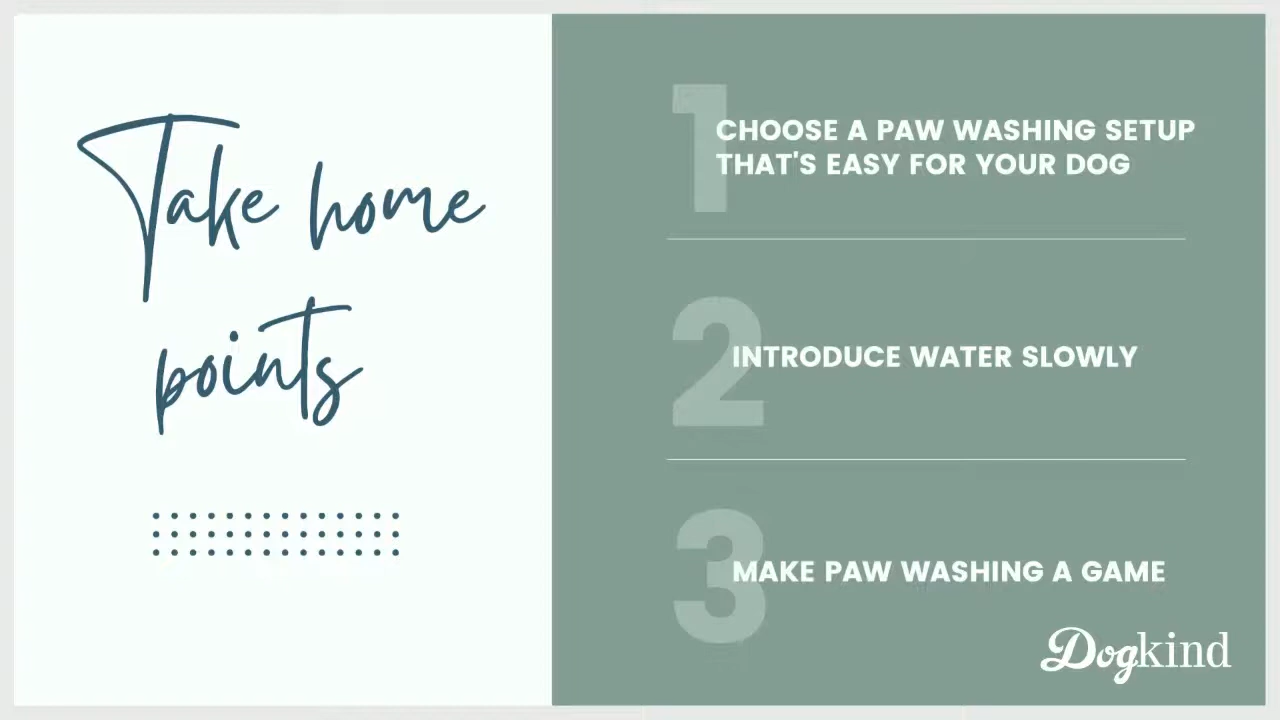 Take home
points
1
CHOOSE A PAW WASHING SETUP
THAT'S EASY FOR YOUR DOG
2
INTRODUCE WATER SLOWLY
3
MAKE PAW WASHING A GAME
Dogkind